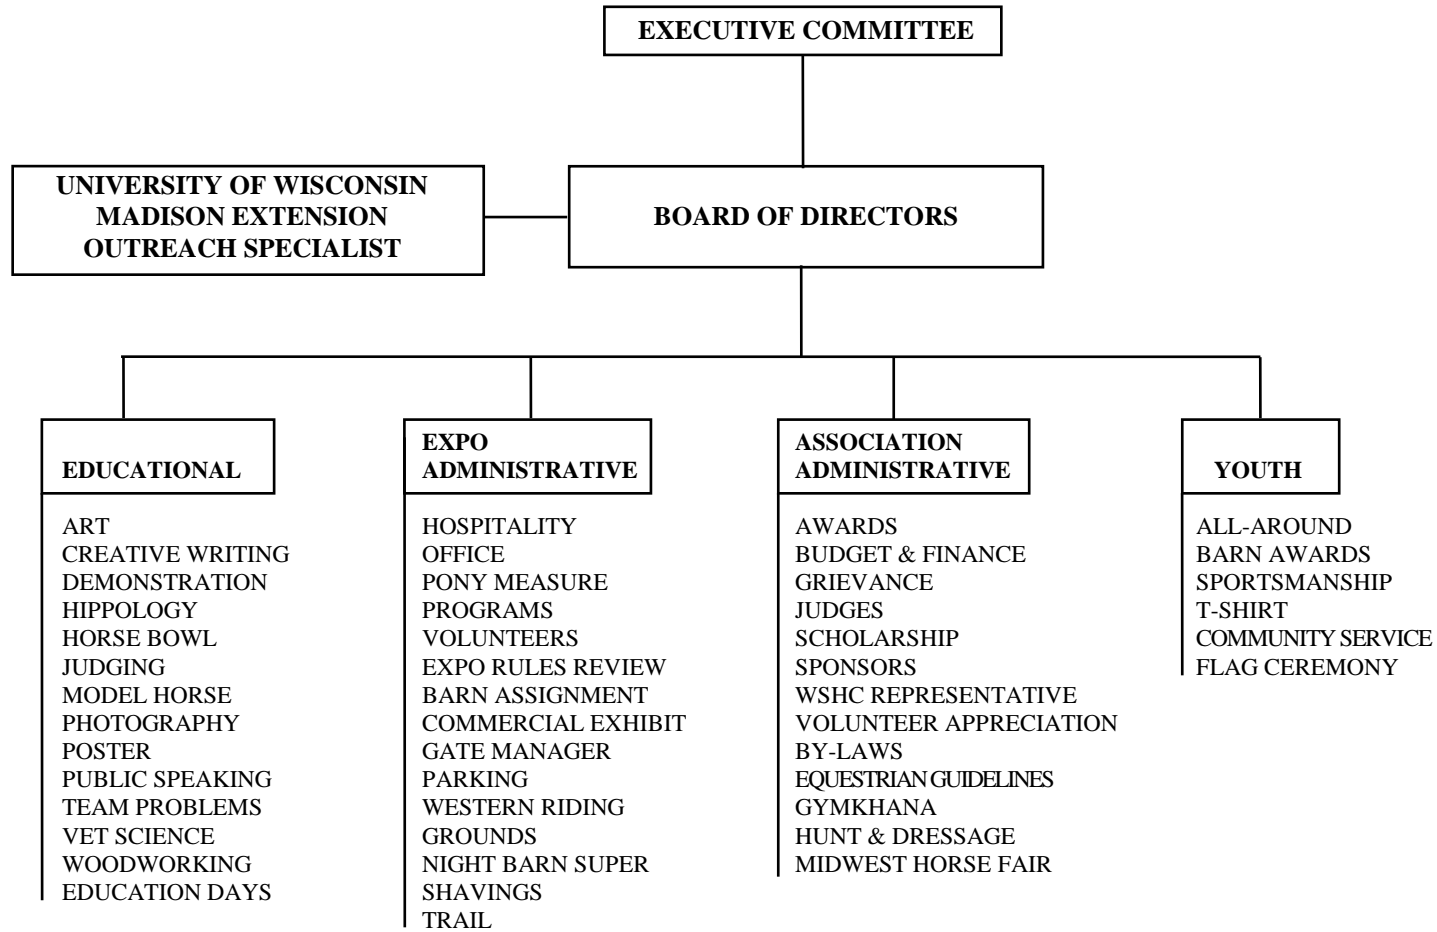 EXECUTIVE COMMITTEE
UNIVERSITY OF WISCONSIN
MADISON EXTENSION
OUTREACH SPECIALIST
BOARD OF DIRECTORS
EDUCATIONAL
ART
CREATIVE WRITING
DEMONSTRATION
HIPPOLOGY
HORSE BOWL
JUDGING
MODEL HORSE
PHOTOGRAPHY
POSTER
PUBLIC SPEAKING
TEAM PROBLEMS
VET SCIENCE
WOODWORKING
EDUCATION DAYS
EXPO
ADMINISTRATIVE
HOSPITALITY
OFFICE
PONY MEASURE
PROGRAMS
VOLUNTEERS
EXPO RULES REVIEW
BARN ASSIGNMENT
COMMERCIAL EXHIBIT
GATE MANAGER
PARKING
WESTERN RIDING
GROUNDS
NIGHT BARN SUPER
SHAVINGS
TRAIL
ASSOCIATION
ADMINISTRATIVE
AWARDS
BUDGET & FINANCE
GRIEVANCE
JUDGES
SCHOLARSHIP
SPONSORS
WSHC REPRESENTATIVE
VOLUNTEER APPRECIATION
BY-LAWS
EQUESTRIAN GUIDELINES
GYMKHANA
HUNT & DRESSAGE
MIDWEST HORSE FAIR
YOUTH
ALL-AROUND
BARN AWARDS
SPORTSMANSHIP
T-SHIRT
COMMUNITY SERVICE
FLAG CEREMONY